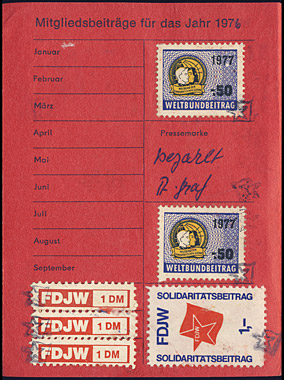 Mitgliedsbeiträge für das Jahr 1976
Januar
Februar
März
April
Mai
Juni
Juli
August
September
1977
-50
WELTBUNDBEITRAG
Pressemarke
bezahlt
1977
-50
WELTBUNDBEITRAG
FDJW 1 DM
FDJW 1 DM
FDJW 1 DM
SOLIDARITÄTSBEITRAG
FDJW
1,-
SOLIDARITÄTSBEITRAG